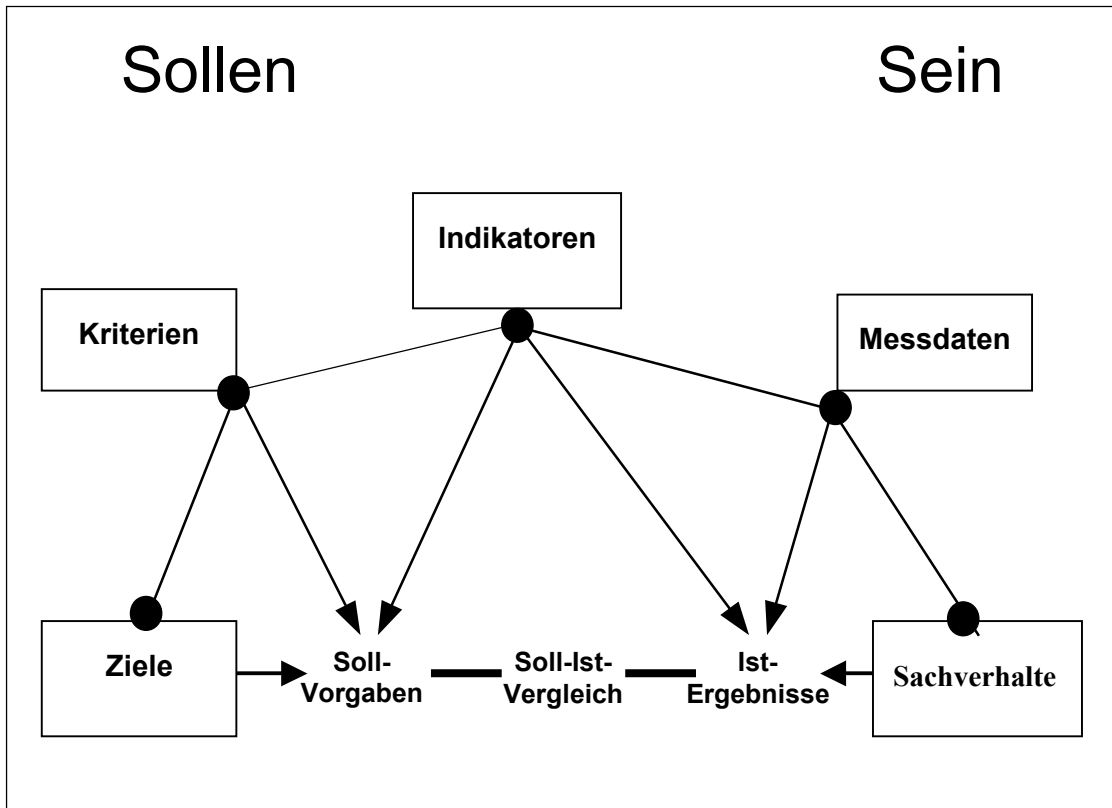 Sollen
Sein
Indikatoren
Kriterien
Messdaten
Ziele
Soll-
Vorgaben
Soll-Ist-
Vergleich
Ist-
Ergebnisse
Sachverhalte